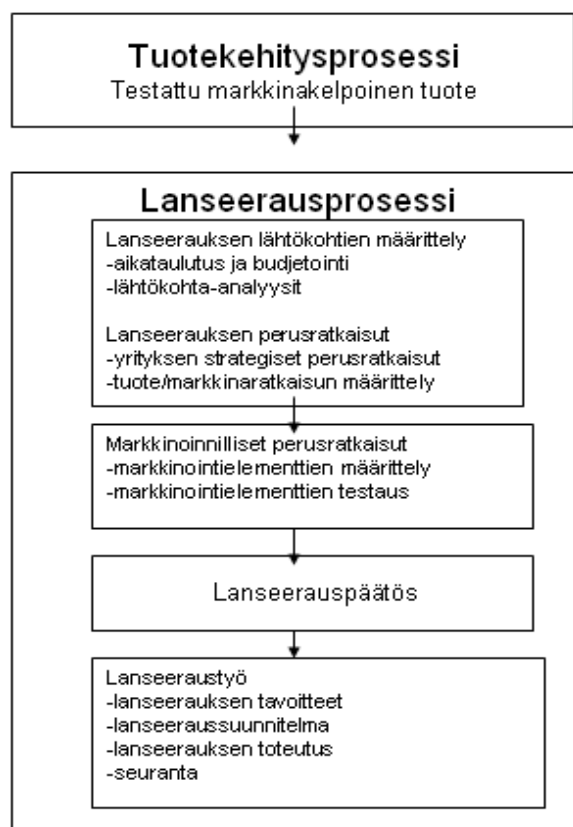 Tuotekehitysprosessi
Testattu markkinakelpoinen tuote
Lanseerausprosessi
Lanseerauksen lähtökohtien määrittely
-aikataulutus ja budjetointi
-lähtökohta-analyysit
Lanseerauksen perusratkaisut
-yrityksen strategiset perusratkaisut
-tuote/markkinaratkaisun määrittely
Markkinoinnilliset perusratkaisut
-markkinointielementtien määrittely
-markkinointielementtien testaus
Lanseerauspäätös
Lanseeraustyö
-lanseerauksen tavoitteet
-lanseeraussuunnitelma
-lanseerauksen toteutus
-seuranta